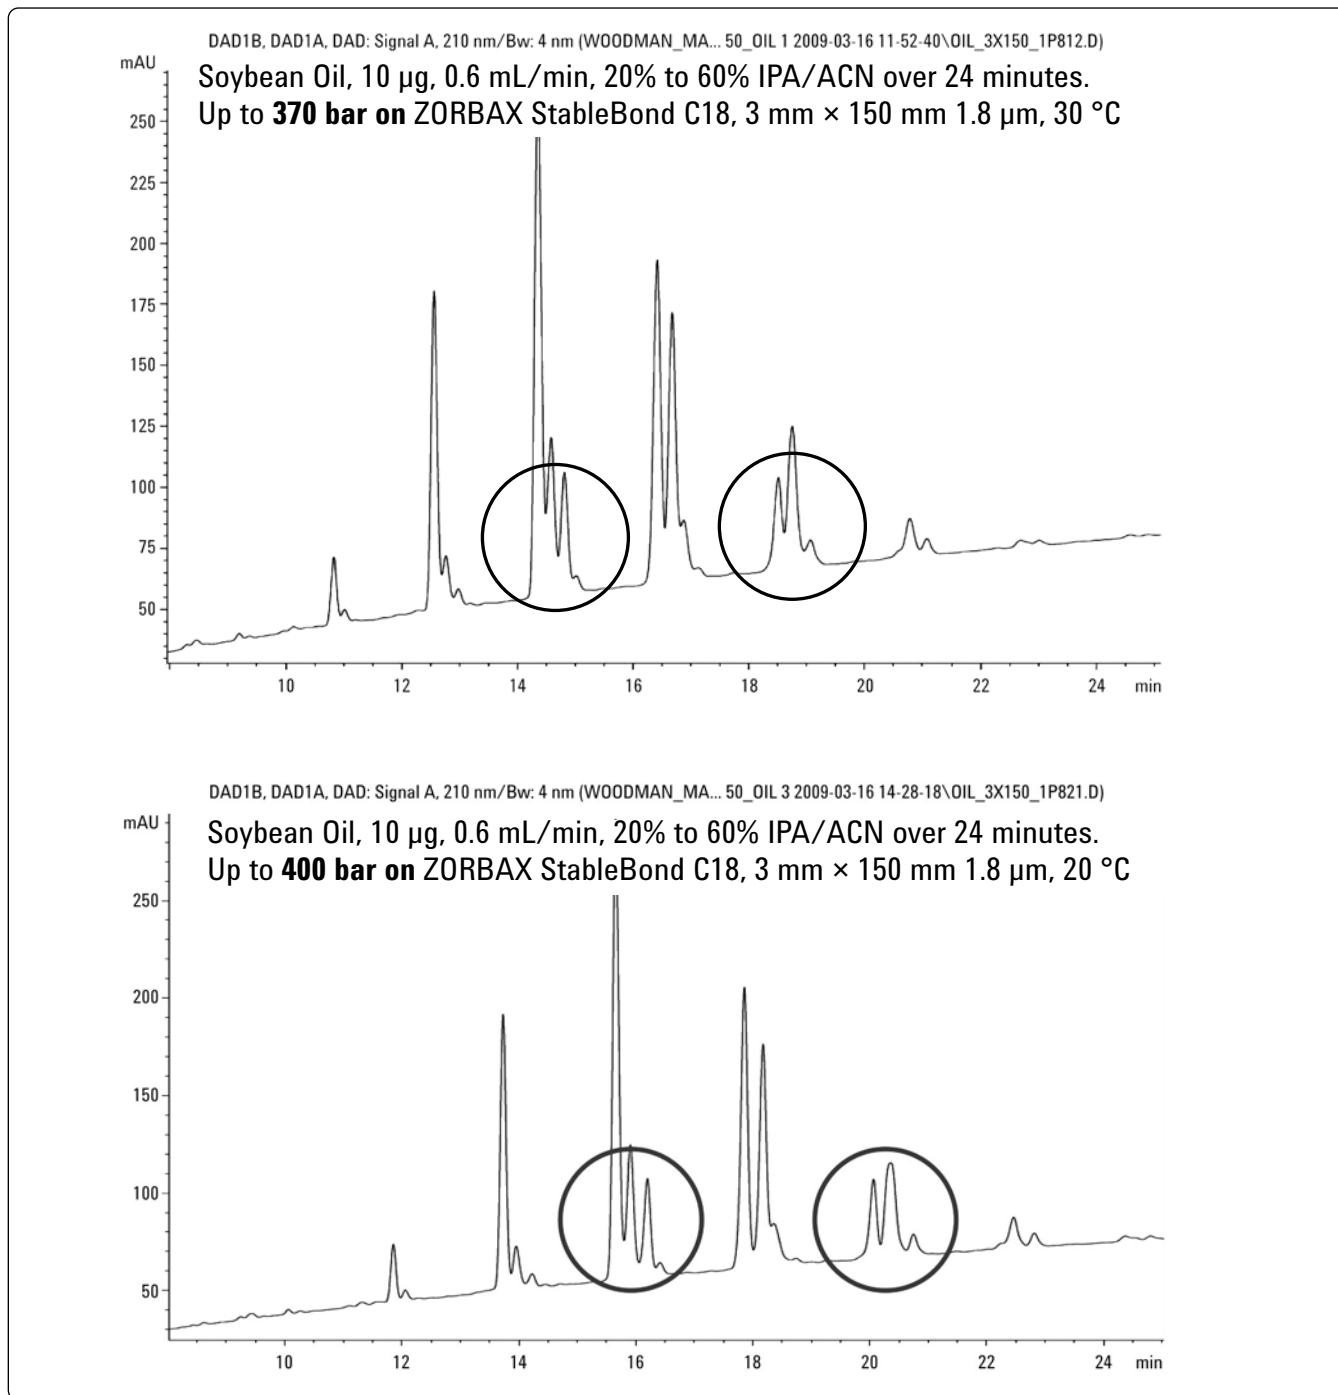 DAD1B, DAD1A, DAD: Signal A, 210 nm/Bw: 4 nm (WOODMAN_MA... 50_OIL 1 2009-03-16 11-52-40\OIL_3X150_1P812.D)
mAU
Soybean Oil, 10 µg, 0.6 mL/min, 20% to 60% IPA/ACN over 24 minutes.
Up to 370 bar on ZORBAX StableBond C18, 3 mm × 150 mm 1.8 µm, 30 °C
250
225
200
175
150
125
100
75
50
10 12 14 16 18 20 22 24 min
DAD1B, DAD1A, DAD: Signal A, 210 nm/Bw: 4 nm (WOODMAN_MA... 50_OIL 3 2009-03-16 14-28-18\OIL_3X150_1P821.D)
mAU
Soybean Oil, 10 µg, 0.6 mL/min, 20% to 60% IPA/ACN over 24 minutes.
Up to 400 bar on ZORBAX StableBond C18, 3 mm × 150 mm 1.8 µm, 20 °C
250
200
150
100
50
10 12 14 16 18 20 22 24 min